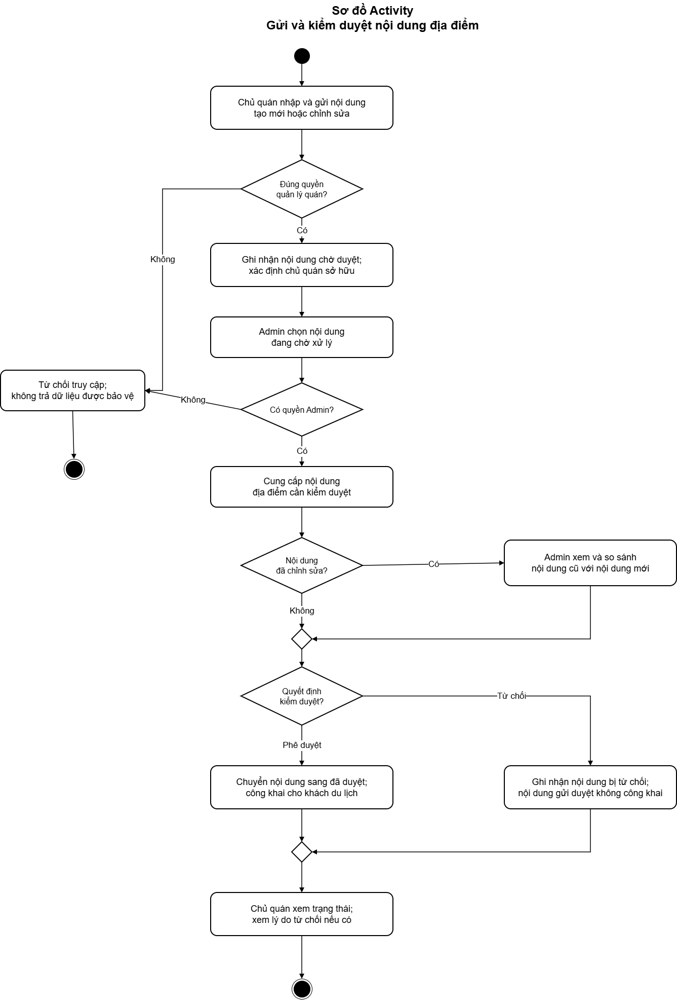 Sơ đồ Activity
Gửi và kiểm duyệt nội dung địa điểm
Chủ quán nhập và gửi nội dung
tạo mới hoặc chỉnh sửa
Đúng quyền
quản lý quán?
Có
Không
Ghi nhận nội dung chờ duyệt;
xác định chủ quán sở hữu
Admin chọn nội dung
đang chờ xử lý
Từ chối truy cập;
không trả dữ liệu được bảo vệ
Không
Có quyền Admin?
Có
Cung cấp nội dung
địa điểm cần kiểm duyệt
Nội dung
đã chỉnh sửa?
Có
Admin xem và so sánh
nội dung cũ với nội dung mới
Không
Quyết định
kiểm duyệt?
Từ chối
Phê duyệt
Chuyển nội dung sang đã duyệt;
công khai cho khách du lịch
Ghi nhận nội dung bị từ chối;
nội dung gửi duyệt không công khai
Chủ quán xem trạng thái;
xem lý do từ chối nếu có